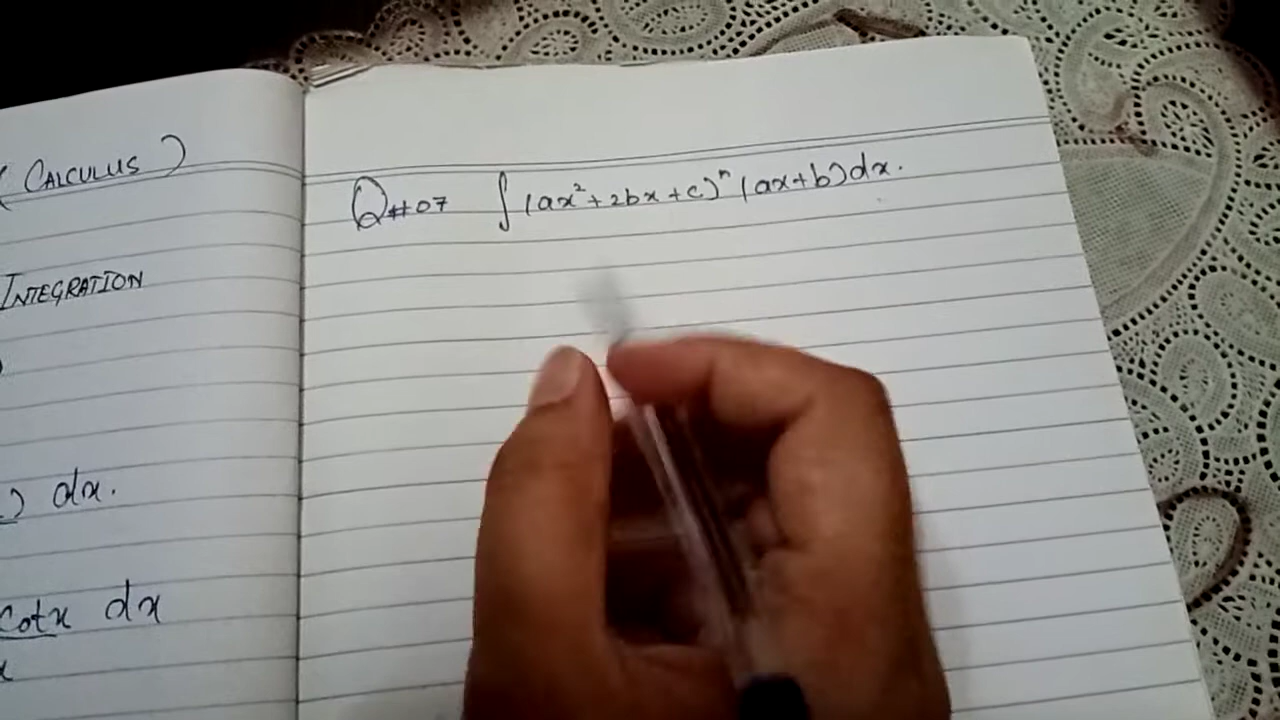 ( CALCULUS )
INTEGRATION
) dx.
cotx dx
x
Q#07 ∫(ax²+2bx+c)ⁿ(ax+b)dx.